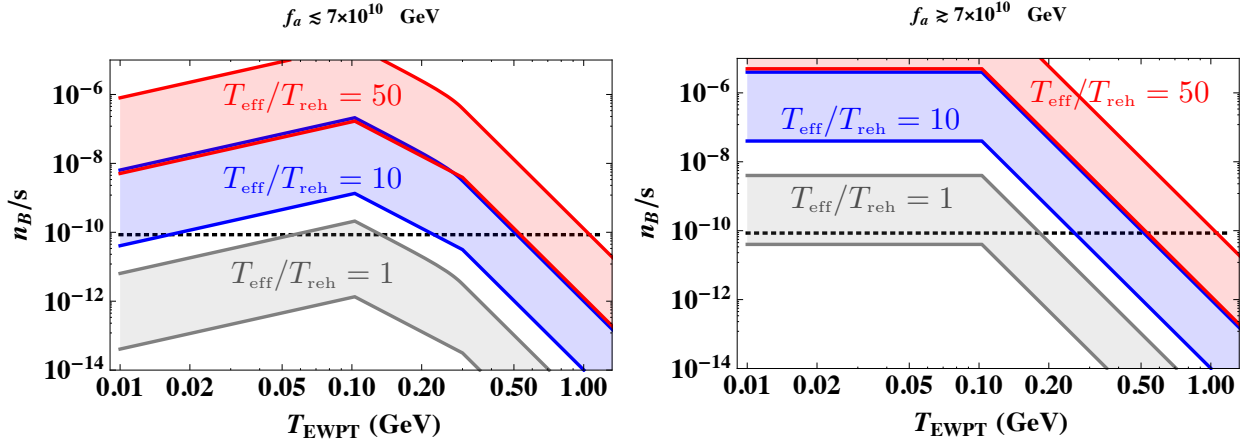 f_a ≲ 7×10^10 GeV
n_B/s
10^-6
10^-8
10^-10
10^-12
10^-14
T_eff/T_reh = 50
T_eff/T_reh = 10
T_eff/T_reh = 1
0.01 0.02 0.05 0.10 0.20 0.50 1.00
T_EWPT (GeV)
f_a ≳ 7×10^10 GeV
n_B/s
10^-6
10^-8
10^-10
10^-12
10^-14
T_eff/T_reh = 50
T_eff/T_reh = 10
T_eff/T_reh = 1
0.01 0.02 0.05 0.10 0.20 0.50 1.00
T_EWPT (GeV)